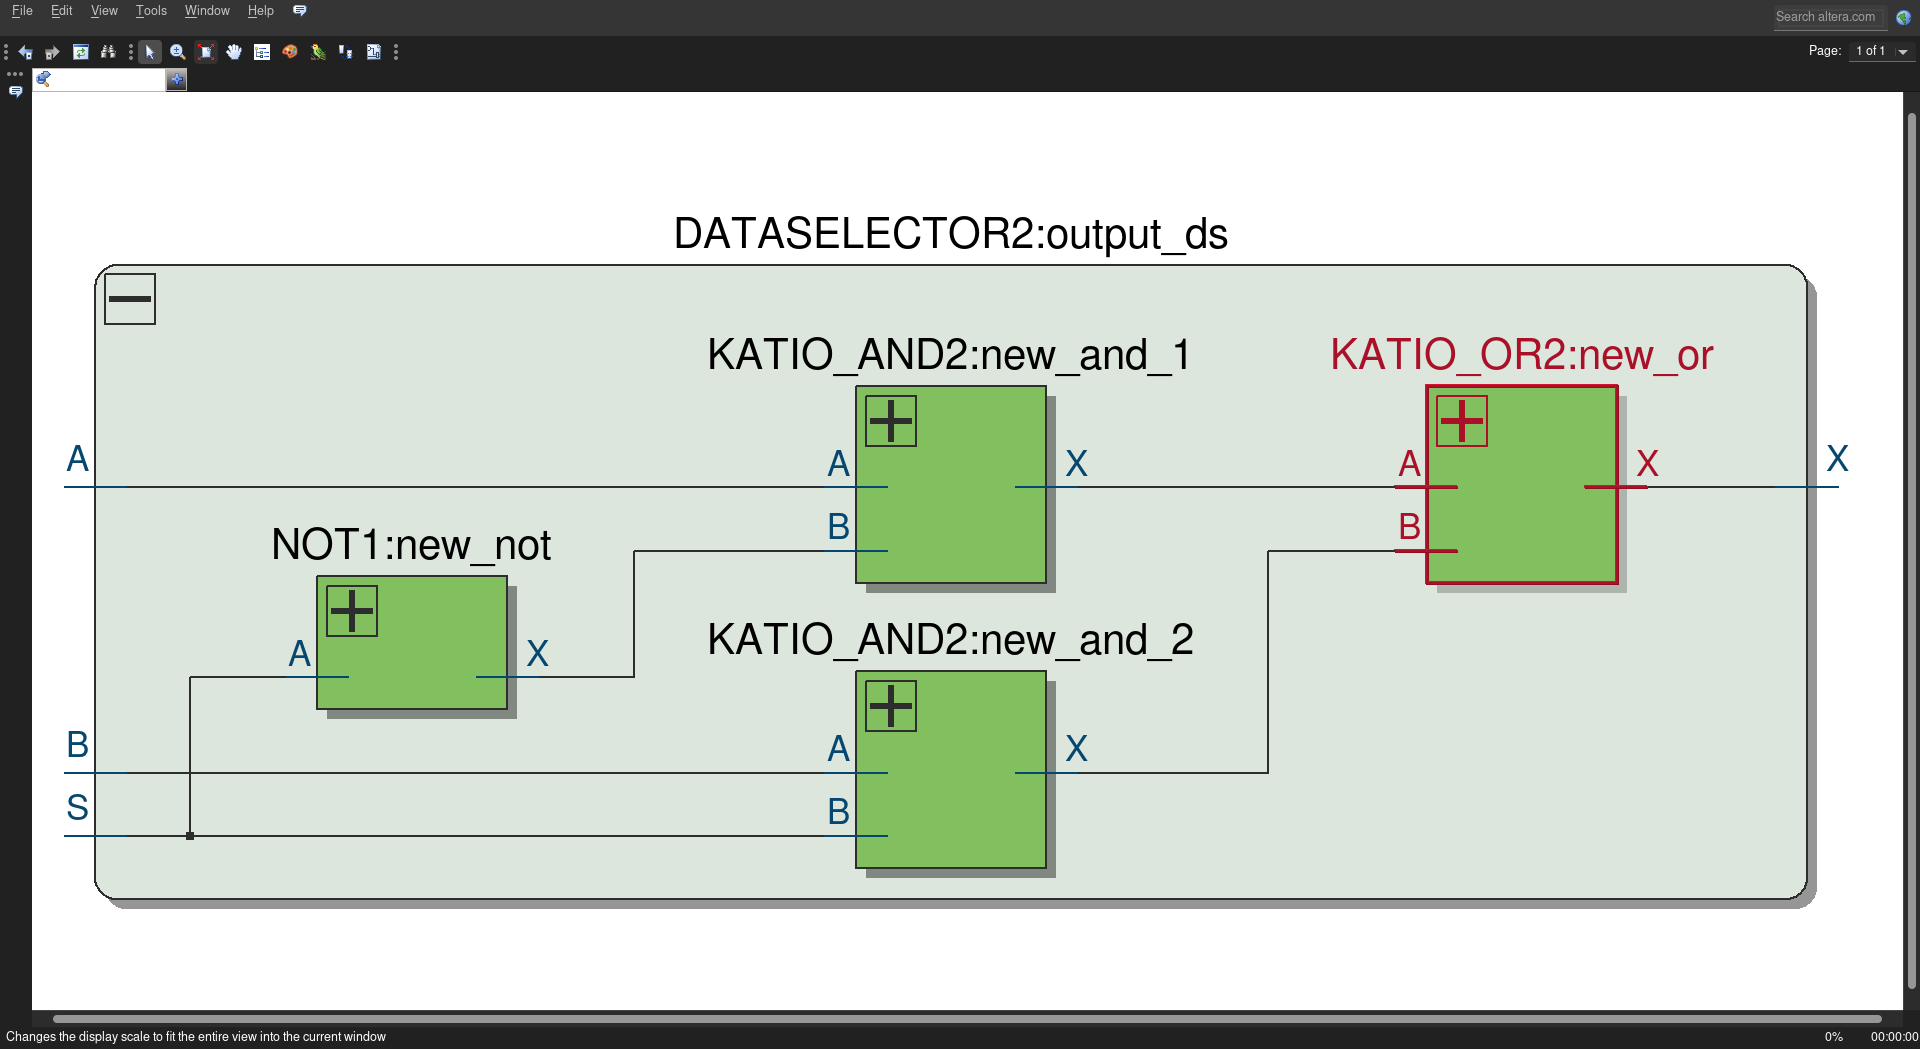 File Edit View Tools Window Help
Search altera.com
Page: 1 of 1
DATASELECTOR2:output_ds
KATIO_AND2:new_and_1
KATIO_OR2:new_or
A
A
X
A
X
X
B
B
NOT1:new_not
KATIO_AND2:new_and_2
A
X
B
A
X
S
B
Changes the display scale to fit the entire view into the current window
0%
00:00:00